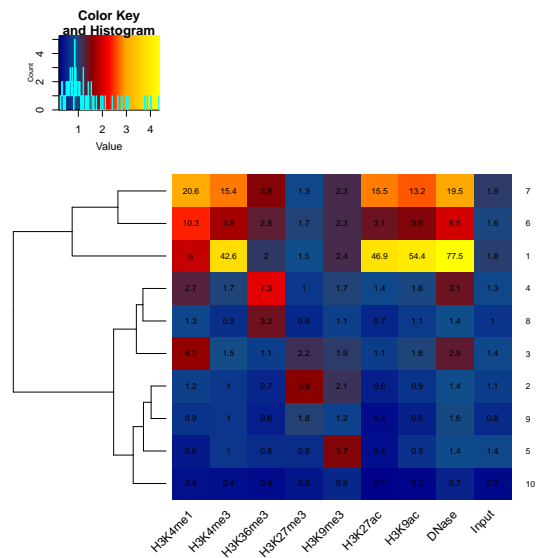 Color Key
and Histogram
Count
0 2 4
1 2 3 4
Value
20.6 15.4 3.8 1.3 2.3 15.5 13.2 19.5 1.9 7
10.3 4.8 2.8 1.7 2.3 3.1 3.6 6.5 1.6 6
6 42.6 2 1.5 2.4 46.9 54.4 77.5 1.8 1
2.7 1.7 7.3 1 1.7 1.4 1.6 3.1 1.3 4
1.3 0.9 3.2 0.8 1.1 0.7 1.1 1.4 1 8
4.7 1.5 1.1 2.2 1.9 1.1 1.6 2.9 1.4 3
1.2 1 0.7 3.9 2.1 0.6 0.9 1.4 1.1 2
0.9 1 0.6 1.8 1.2 0.4 0.6 1.6 0.8 9
0.6 1 0.8 0.8 3.7 0.4 0.9 1.4 1.4 5
0.4 0.4 0.4 0.5 0.8 0.7 0.3 10
H3K4me1 H3K4me3 H3K36me3 H3K27me3 H3K9me3 H3K27ac H3K9ac DNase Input